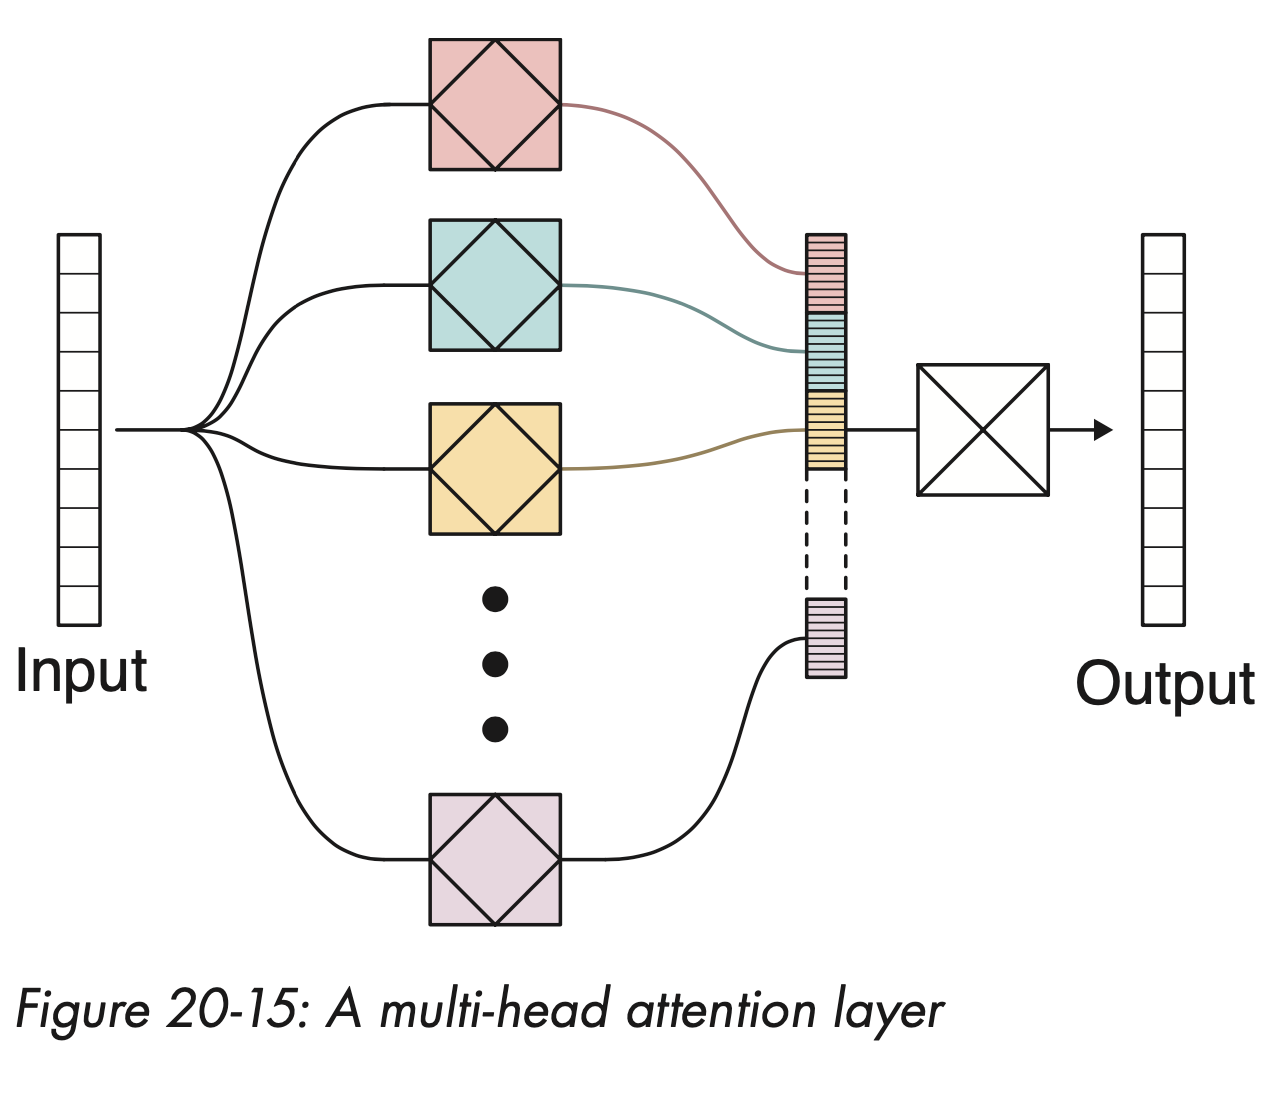 Input
Output
Figure 20-15: A multi-head attention layer